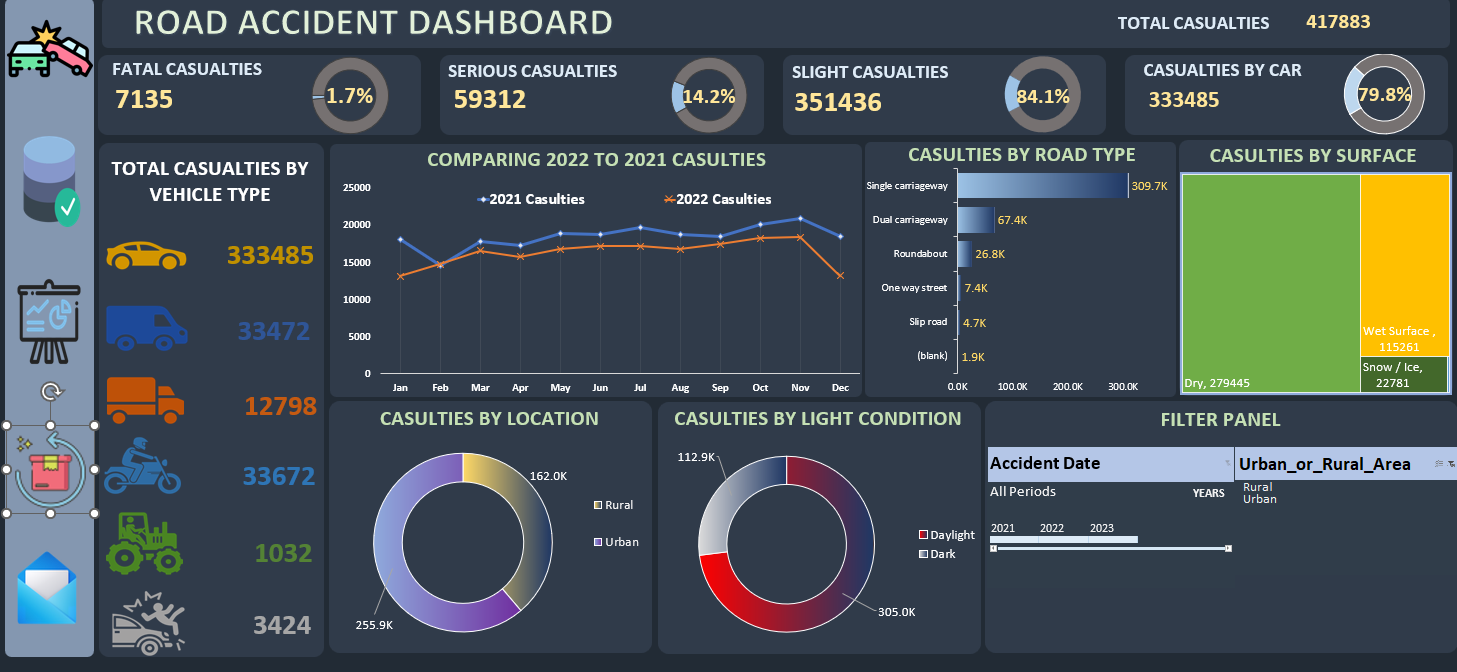 ROAD ACCIDENT DASHBOARD
TOTAL CASUALTIES 417883
FATAL CASUALTIES
7135
1.7%
SERIOUS CASUALTIES
59312
14.2%
SLIGHT CASUALTIES
351436
84.1%
CASUALTIES BY CAR
333485
79.8%
TOTAL CASUALTIES BY
VEHICLE TYPE
333485
33472
12798
33672
1032
3424
COMPARING 2022 TO 2021 CASULTIES
2021 Casulties
2022 Casulties
25000
20000
15000
10000
5000
0
Jan Feb Mar Apr May Jun Jul Aug Sep Oct Nov Dec
CASULTIES BY ROAD TYPE
Single carriageway 309.7K
Dual carriageway 67.4K
Roundabout 26.8K
One way street 7.4K
Slip road 4.7K
(blank) 1.9K
0.0K 100.0K 200.0K 300.0K
CASULTIES BY SURFACE
Dry, 279445
Wet Surface ,
115261
Snow / Ice,
22781
CASULTIES BY LOCATION
162.0K
255.9K
Rural
Urban
CASULTIES BY LIGHT CONDITION
112.9K
305.0K
Daylight
Dark
FILTER PANEL
Accident Date
All Periods YEARS
2021 2022 2023
Urban_or_Rural_Area
Rural
Urban